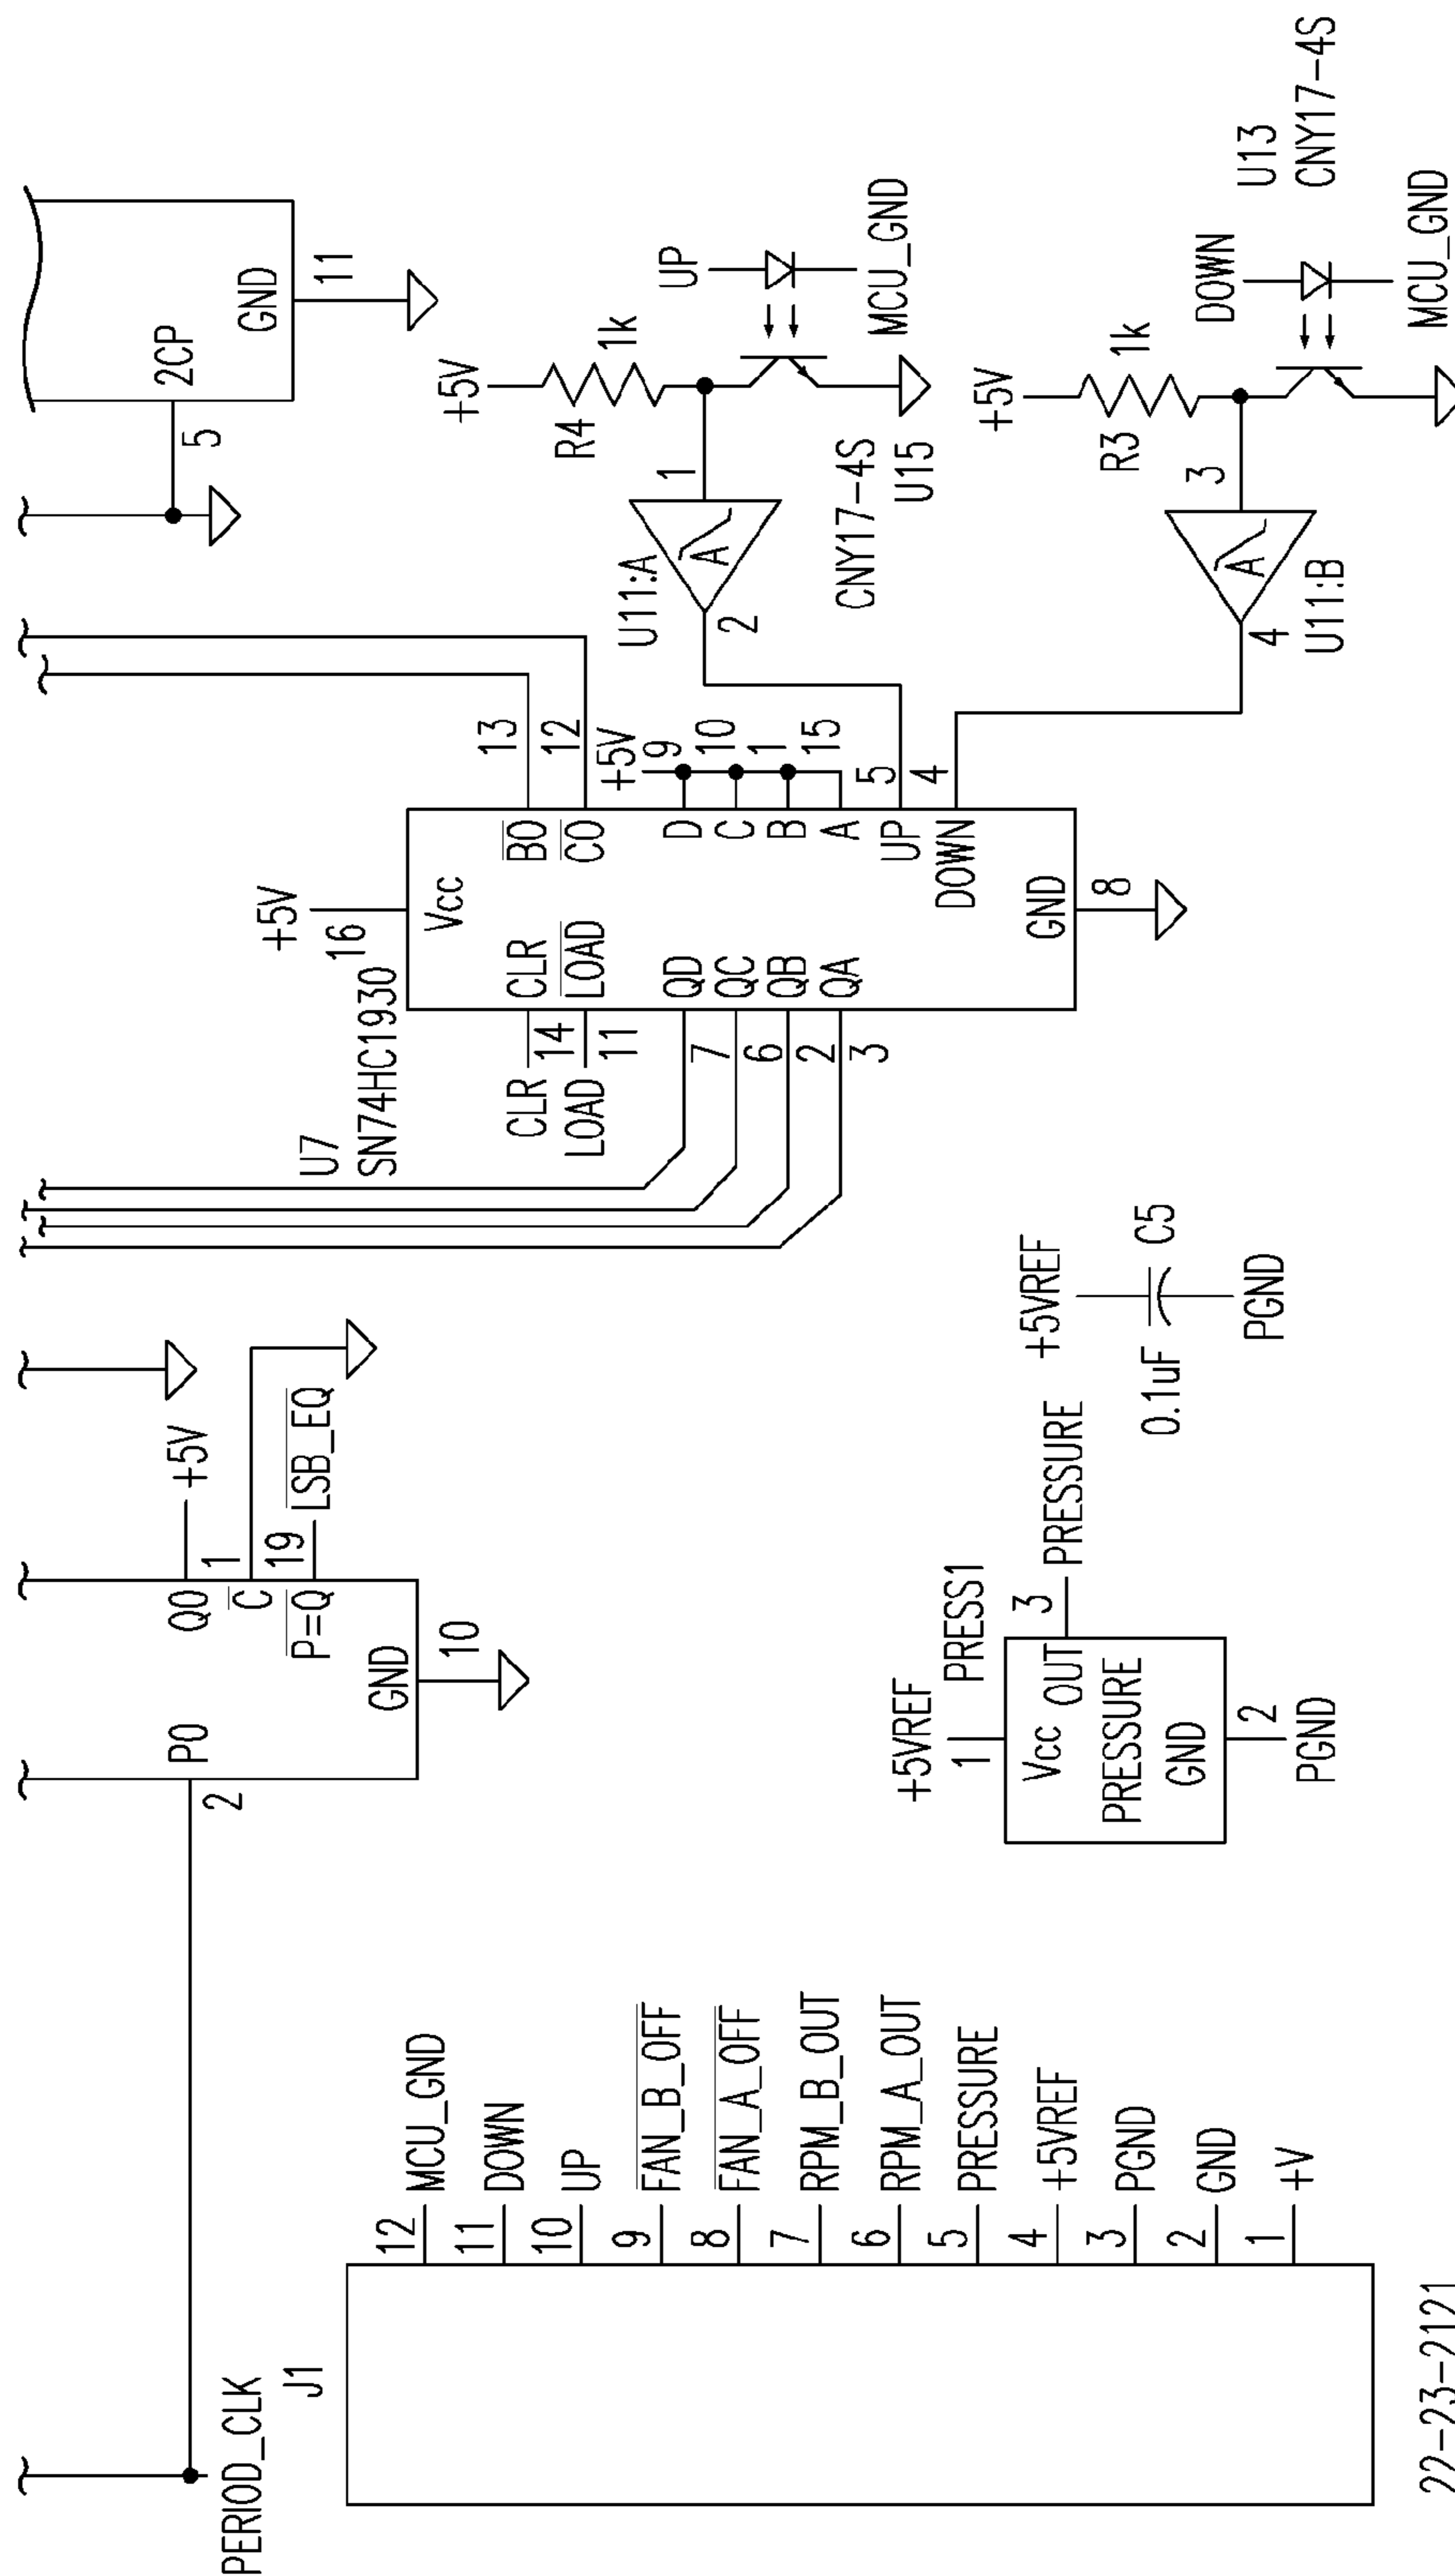 PERIOD_CLK
2
P0
Q0
+5V
1
C
19
P=Q
LSB_EQ
GND
10
J1
12 MCU_GND
11 DOWN
10 UP
9 FAN_B_OFF
8 FAN_A_OFF
7 RPM_B_OUT
6 RPM_A_OUT
5 PRESSURE
4 +5VREF
3 PGND
2 GND
1 +V
22-23-2121
+5VREF
1
PRESS1
Vcc
OUT
3
PRESSURE
PRESSURE
GND
2
PGND
+5VREF
0.1uF
C5
PGND
U7
SN74HC1930
+5V
16
Vcc
CLR
14
CLR
BO
13
LOAD
11
LOAD
CO
12
+5V
7
QD
D
9
6
QC
C
10
2
QB
B
1
3
QA
A
15
UP
5
DOWN
4
GND
8
5
2CP
GND
11
+5V
R4
1k
UP
U11:A
A
1
2
MCU_GND
CNY17-4S
U15
+5V
R3
1k
DOWN
U13
CNY17-4S
3
A
4
U11:B
MCU_GND